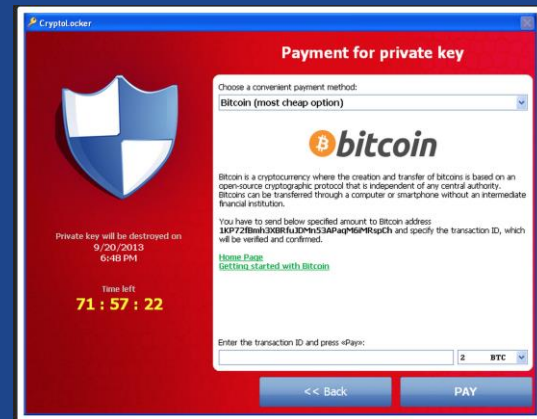 CryptoLocker
Payment for private key
Choose a convenient payment method:
Bitcoin (most cheap option)
bitcoin
Bitcoin is a cryptocurrency where the creation and transfer of bitcoins is based on an
open-source cryptographic protocol that is independent of any central authority.
Bitcoins can be transferred through a computer or smartphone without an intermediate
financial institution.
You have to send below specified amount to Bitcoin address
1KP72fBmh3XBRfuJDMn53APaqM6iMRspCh and specify the transaction ID, which
will be verified and confirmed.
Home Page
Getting started with Bitcoin
Private key will be destroyed on
9/20/2013
6:48 PM
Time left
71 : 57 : 22
Enter the transaction ID and press «Pay»:
2 BTC
<< Back
PAY